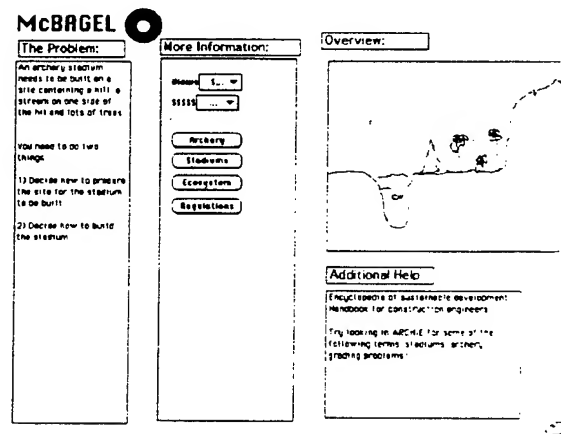 McBAGEL
The Problem:
An archery stadium
needs to be built on a
site containing a hill, a
stream on one side of
the hill and lots of trees
You need to do two
things
1) Decide how to prepare
the site for the stadium
to be built
2) Decide how to build
the stadium
More Information:
S... 
$$$$$ ...
Archery
Stadiums
Ecosystem
Regulations
Overview:
Additional Help
Encyclopedia of sustainable development
Handbook for construction engineers
Try looking in ARCHIE for some of the
following terms: stadiums, archery
grading problems